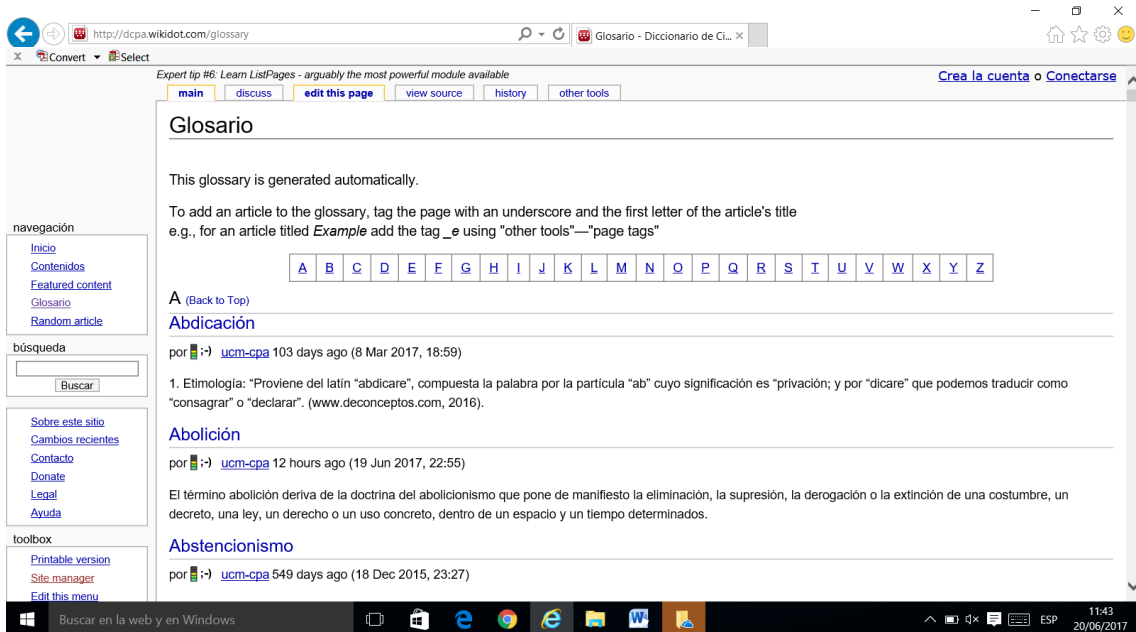 http://dcpa.wikidot.com/glossary
Glosario - Diccionario de Ci...
Convert
Select
Expert tip #6: Learn ListPages - arguably the most powerful module available
Crea la cuenta o Conectarse
main discuss edit this page view source history other tools
Glosario
This glossary is generated automatically.
To add an article to the glossary, tag the page with an underscore and the first letter of the article's title
e.g., for an article titled Example add the tag _e using "other tools"—"page tags"
A B C D E F G H I J K L M N O P Q R S T U V W X Y Z
navegación
Inicio
Contenidos
Featured content
Glosario
Random article
búsqueda
Buscar
Sobre este sitio
Cambios recientes
Contacto
Donate
Legal
Ayuda
toolbox
Printable version
Site manager
Edit this menu
A (Back to Top)
Abdicación
por ;-) ucm-cpa 103 days ago (8 Mar 2017, 18:59)
1. Etimología: “Proviene del latín “abdicare”, compuesta la palabra por la partícula “ab” cuyo significación es “privación; y por “dicare” que podemos traducir como
“consagrar” o “declarar”. (www.deconceptos.com, 2016).
Abolición
por ;-) ucm-cpa 12 hours ago (19 Jun 2017, 22:55)
El término abolición deriva de la doctrina del abolicionismo que pone de manifiesto la eliminación, la supresión, la derogación o la extinción de una costumbre, un
decreto, una ley, un derecho o un uso concreto, dentro de un espacio y un tiempo determinados.
Abstencionismo
por ;-) ucm-cpa 549 days ago (18 Dec 2015, 23:27)
Buscar en la web y en Windows
ESP
11:43
20/06/2017